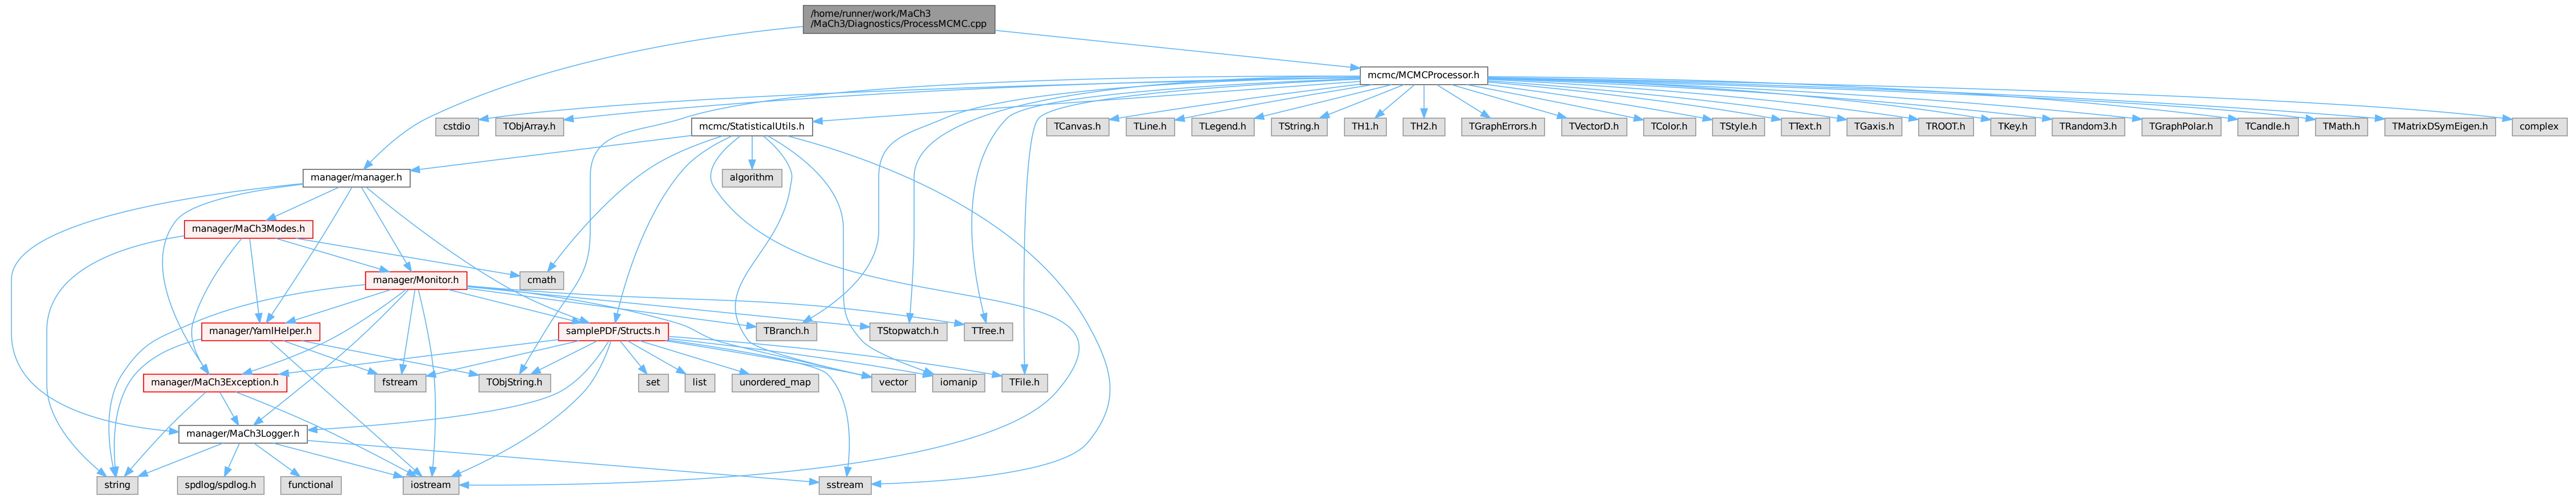 /home/runner/work/MaCh3
/MaCh3/Diagnostics/ProcessMCMC.cpp
mcmc/MCMCProcessor.h
cstdio
TObjArray.h
mcmc/StatisticalUtils.h
TCanvas.h
TLine.h
TLegend.h
TString.h
TH1.h
TH2.h
TGraphErrors.h
TVectorD.h
TColor.h
TStyle.h
TText.h
TGaxis.h
TROOT.h
TKey.h
TRandom3.h
TGraphPolar.h
TCandle.h
TMath.h
TMatrixDSymEigen.h
complex
manager/manager.h
algorithm
manager/MaCh3Modes.h
manager/Monitor.h
cmath
manager/YamlHelper.h
samplePDF/Structs.h
TBranch.h
TStopwatch.h
TTree.h
manager/MaCh3Exception.h
fstream
TObjString.h
set
list
unordered_map
vector
iomanip
TFile.h
manager/MaCh3Logger.h
string
spdlog/spdlog.h
functional
iostream
sstream